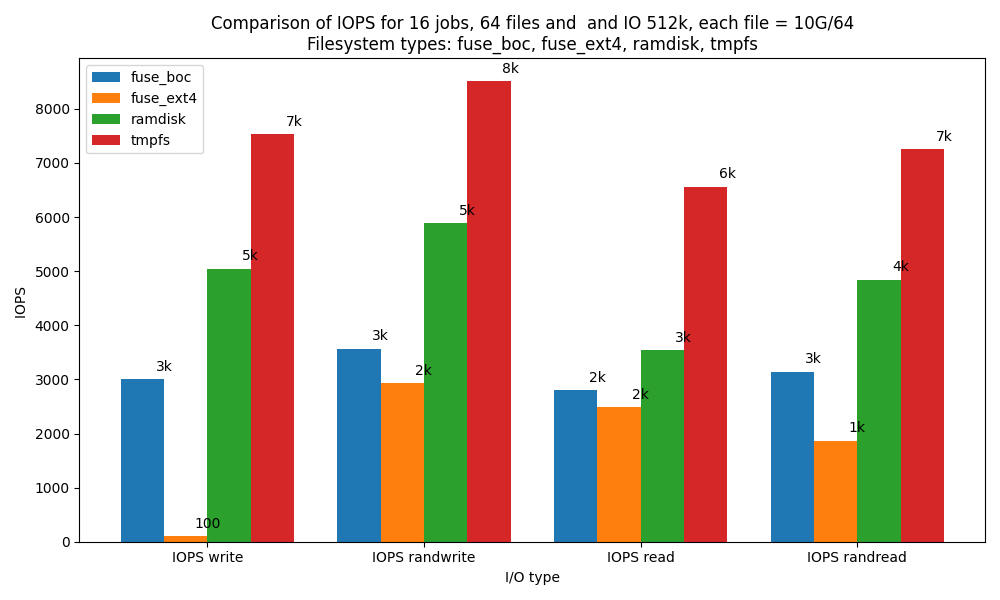 Comparison of IOPS for 16 jobs, 64 files and  and IO 512k, each file = 10G/64
Filesystem types: fuse_boc, fuse_ext4, ramdisk, tmpfs
fuse_boc
fuse_ext4
ramdisk
tmpfs
IOPS
8000
7000
6000
5000
4000
3000
2000
1000
0
3k
100
5k
7k
3k
2k
5k
8k
2k
2k
3k
6k
3k
1k
4k
7k
IOPS write
IOPS randwrite
IOPS read
IOPS randread
I/O type